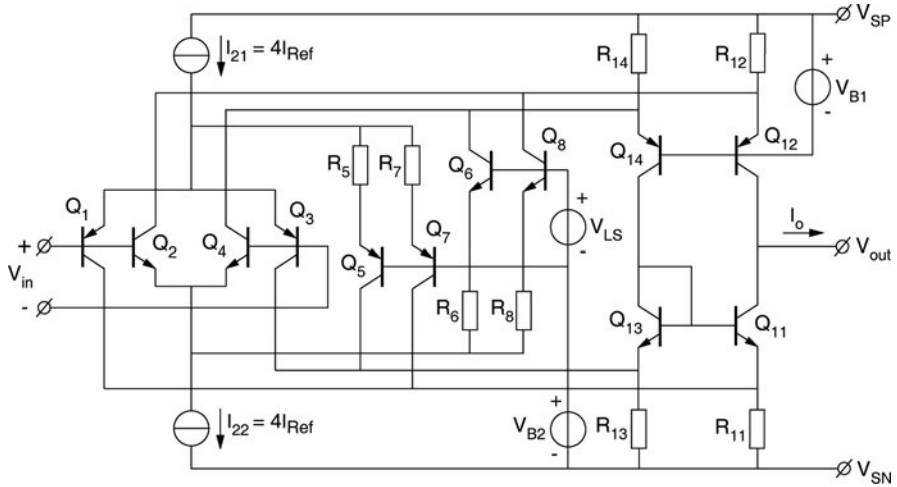 V_SP
I_21 = 4I_Ref
R_14
R_12
+
V_B1
-
Q_8
Q_12
R_5
R_7
Q_6
Q_14
Q_1
Q_3
+
Q_7
V_LS
I_o
+
Q_2
Q_4
-
V_out
V_in
Q_5
-
R_6
R_8
Q_13
Q_11
+
I_22 = 4I_Ref
V_B2
R_13
R_11
-
V_SN